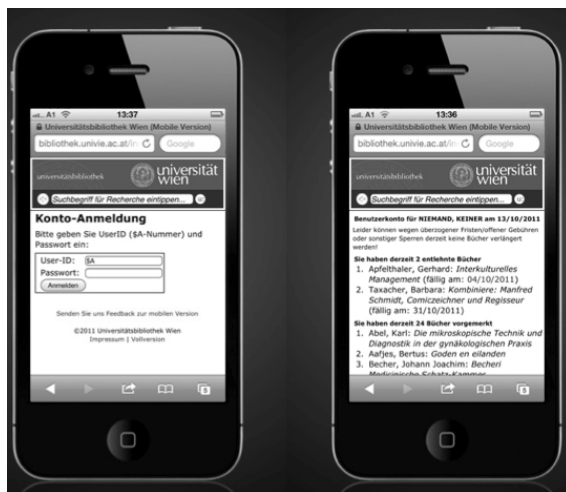 A1 13:37
Universitätsbibliothek Wien (Mobile Version)
bibliothek.univie.ac.at/in Google
universitätsbibliothek universität
wien
Suchbegriff für Recherche eintippen...
Konto-Anmeldung
Bitte geben Sie UserID ($A-Nummer) und
Passwort ein:
User-ID: $A
Passwort:
Anmelden
Senden Sie uns Feedback zur mobilen Version
©2011 Universitätsbibliothek Wien
Impressum | Vollversion
A1 13:36
Universitätsbibliothek Wien (Mobile Version)
bibliothek.univie.ac.at/in Google
universitätsbibliothek universität
wien
Suchbegriff für Recherche eintippen...
Benutzerkonto für NIEMAND, KEINER am 13/10/2011
Leider können wegen überzogener Fristen/offener Gebühren
oder sonstiger Sperren derzeit keine Bücher verlängert
werden!
Sie haben derzeit 2 entlehnte Bücher
1. Apfelthaler, Gerhard: Interkulturelles
Management (fällig am: 04/10/2011)
2. Taxacher, Barbara: Kombiniere: Manfred
Schmidt, Comiczeichner und Regisseur
(fällig am: 31/10/2011)
Sie haben derzeit 24 Bücher vorgemerkt
1. Abel, Karl: Die mikroskopische Technik und
Diagnostik in der gynäkologischen Praxis
2. Aafjes, Bertus: Goden en eilanden
3. Becher, Johann Joachim: Becheri
Medicinische Schatz-Kammer